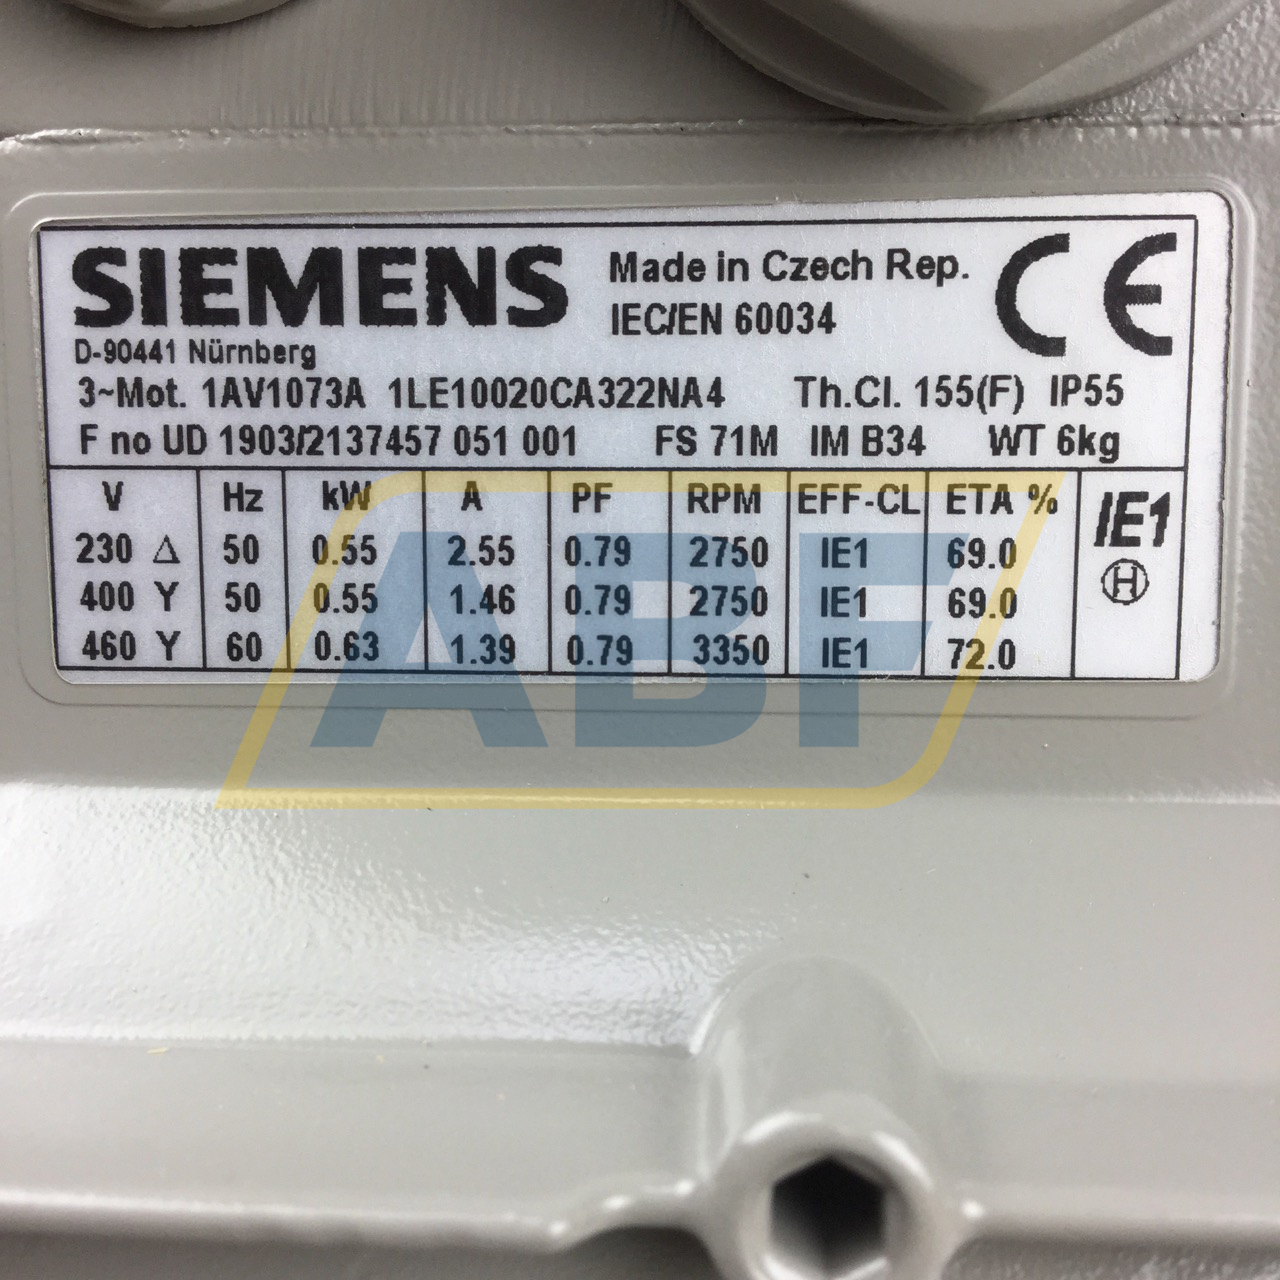 SIEMENS
Made in Czech Rep.
IEC/EN 60034
CE
D-90441 Nürnberg
3~Mot. 1AV1073A 1LE10020CA322NA4 Th.Cl. 155(F) IP55
F no UD 1903/2137457 051 001 FS 71M IM B34 WT 6kg
V Hz kW A PF RPM EFF-CL ETA % IE1
230 Δ 50 0.55 2.55 0.79 2750 IE1 69.0
H
400 Y 50 0.55 1.46 0.79 2750 IE1 69.0
460 Y 60 0.63 1.39 0.79 3350 IE1 72.0
ABF